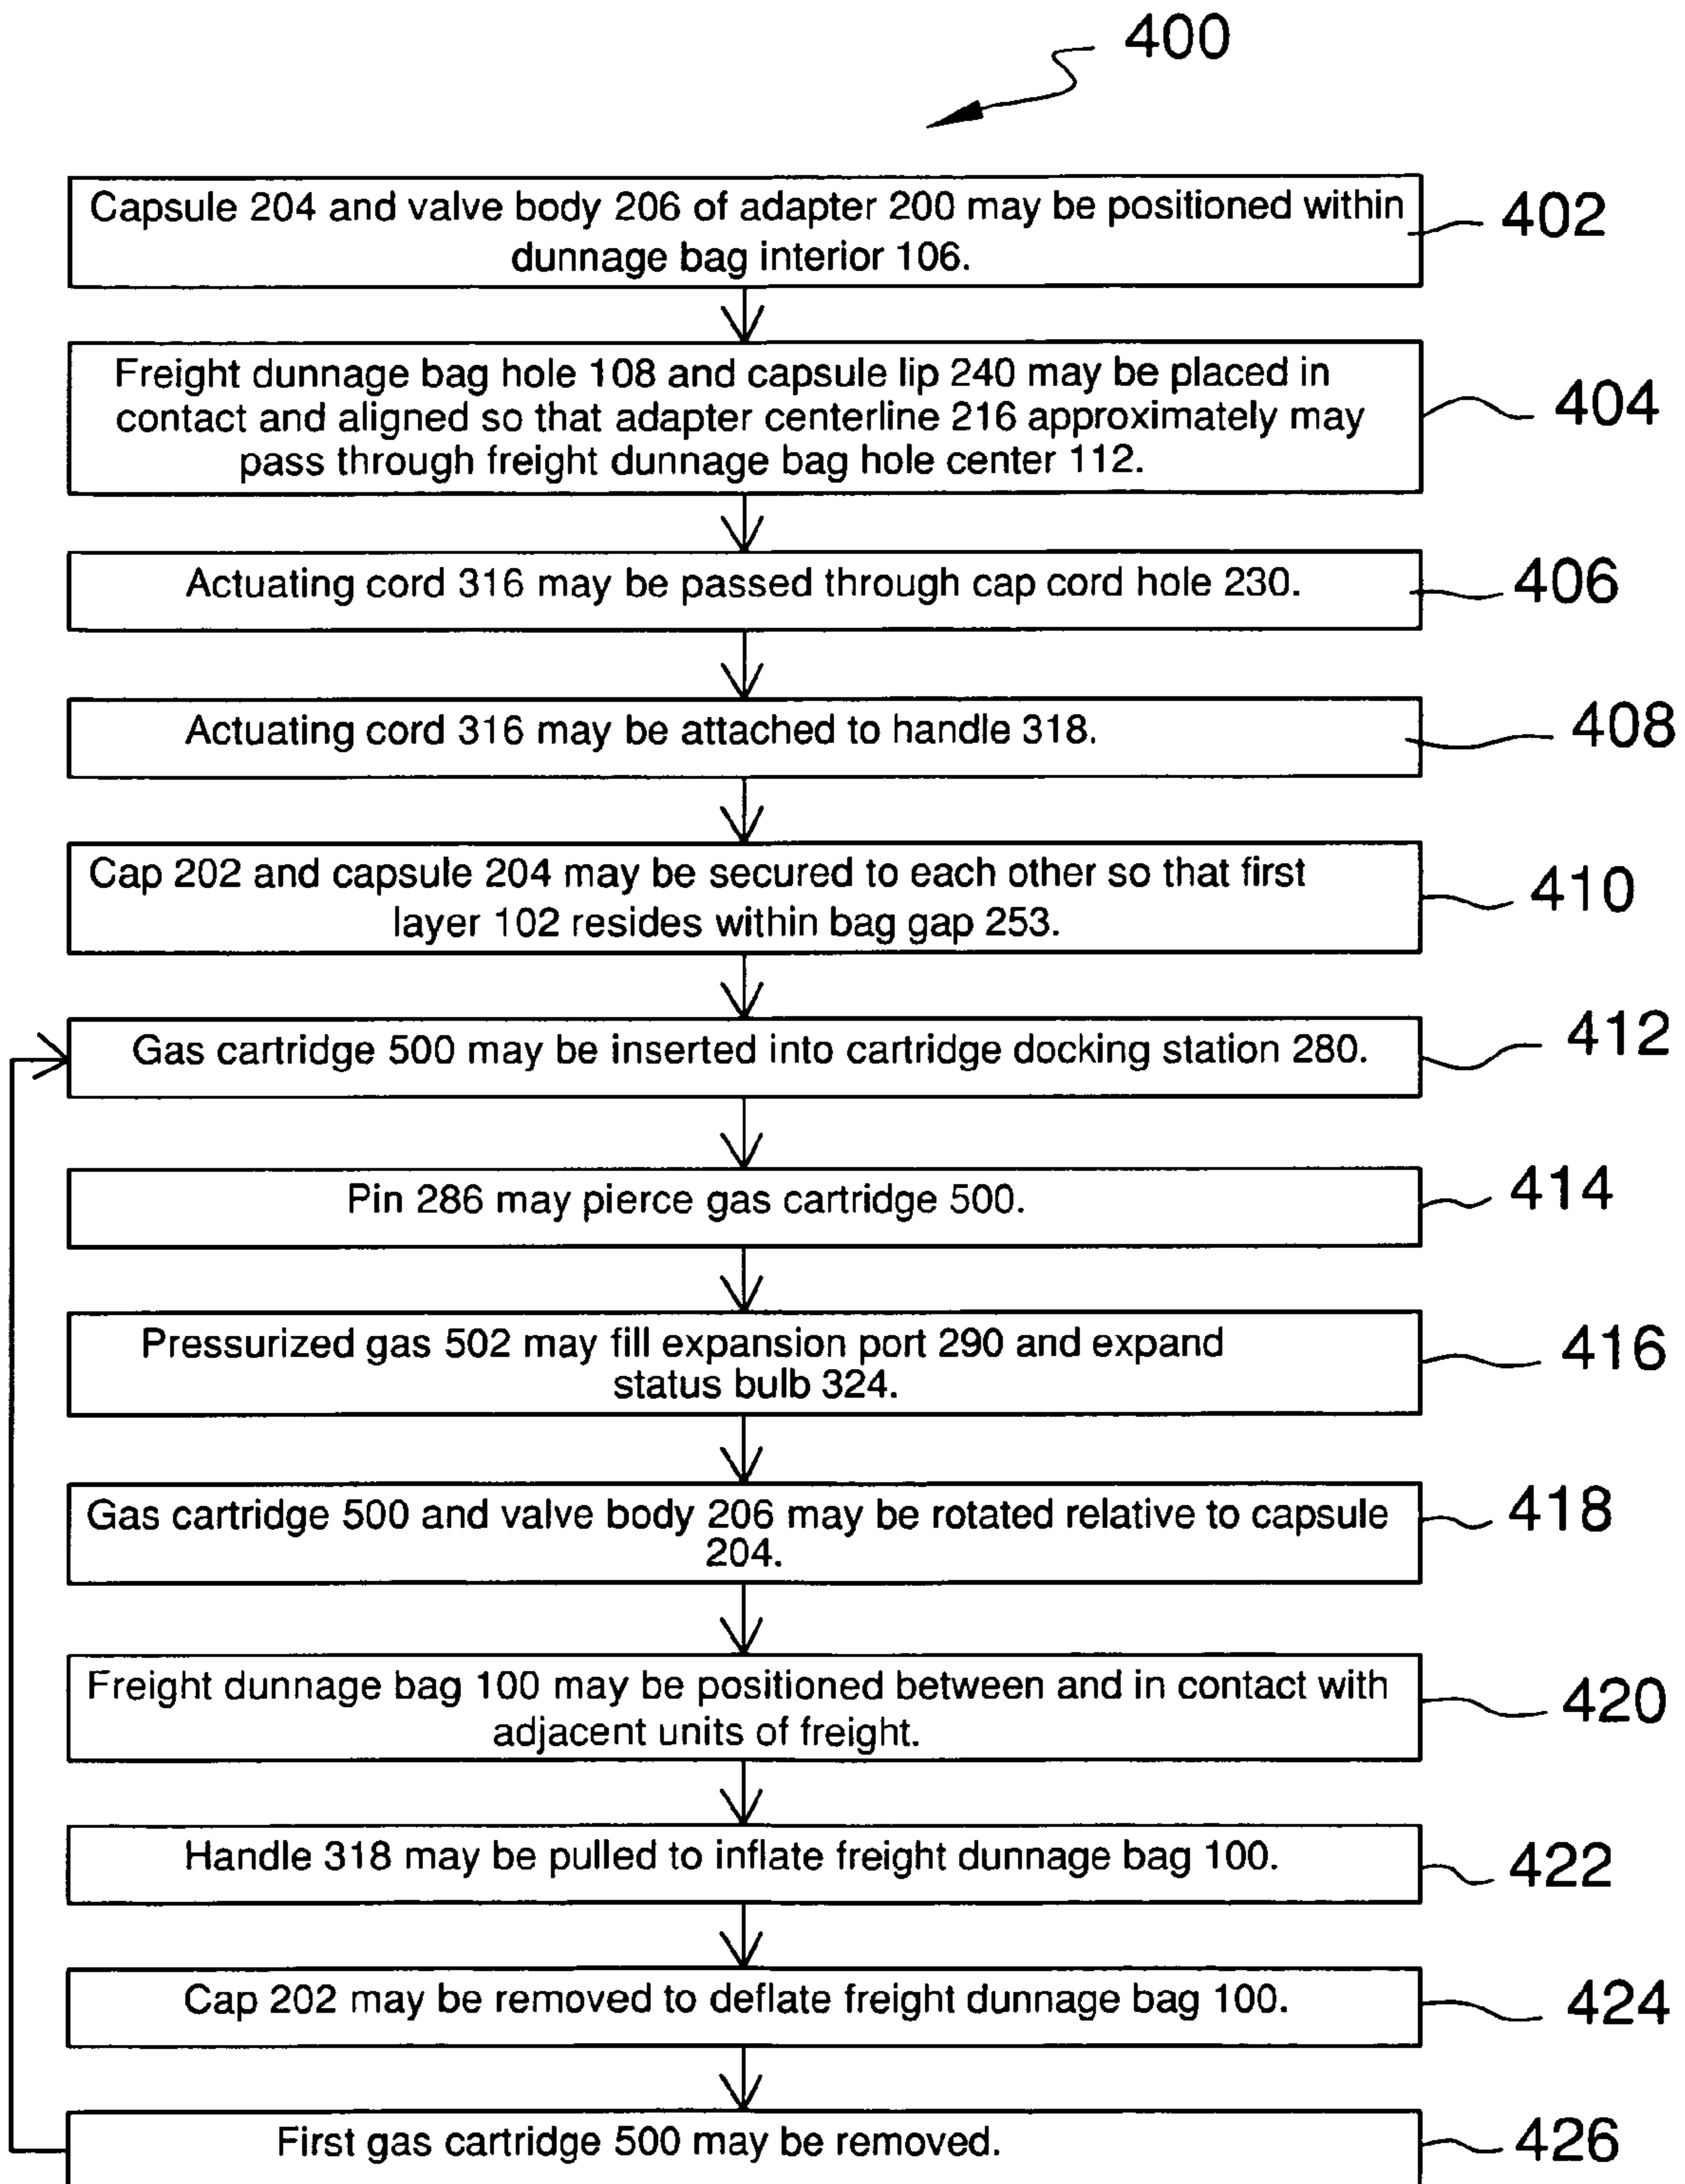 400
Capsule 204 and valve body 206 of adapter 200 may be positioned within
dunnage bag interior 106.
402
Freight dunnage bag hole 108 and capsule lip 240 may be placed in
contact and aligned so that adapter centerline 216 approximately may
pass through freight dunnage bag hole center 112.
404
Actuating cord 316 may be passed through cap cord hole 230.
406
Actuating cord 316 may be attached to handle 318.
408
Cap 202 and capsule 204 may be secured to each other so that first
layer 102 resides within bag gap 253.
410
Gas cartridge 500 may be inserted into cartridge docking station 280.
412
Pin 286 may pierce gas cartridge 500.
414
Pressurized gas 502 may fill expansion port 290 and expand
status bulb 324.
416
Gas cartridge 500 and valve body 206 may be rotated relative to capsule
204.
418
Freight dunnage bag 100 may be positioned between and in contact with
adjacent units of freight.
420
Handle 318 may be pulled to inflate freight dunnage bag 100.
422
Cap 202 may be removed to deflate freight dunnage bag 100.
424
First gas cartridge 500 may be removed.
426